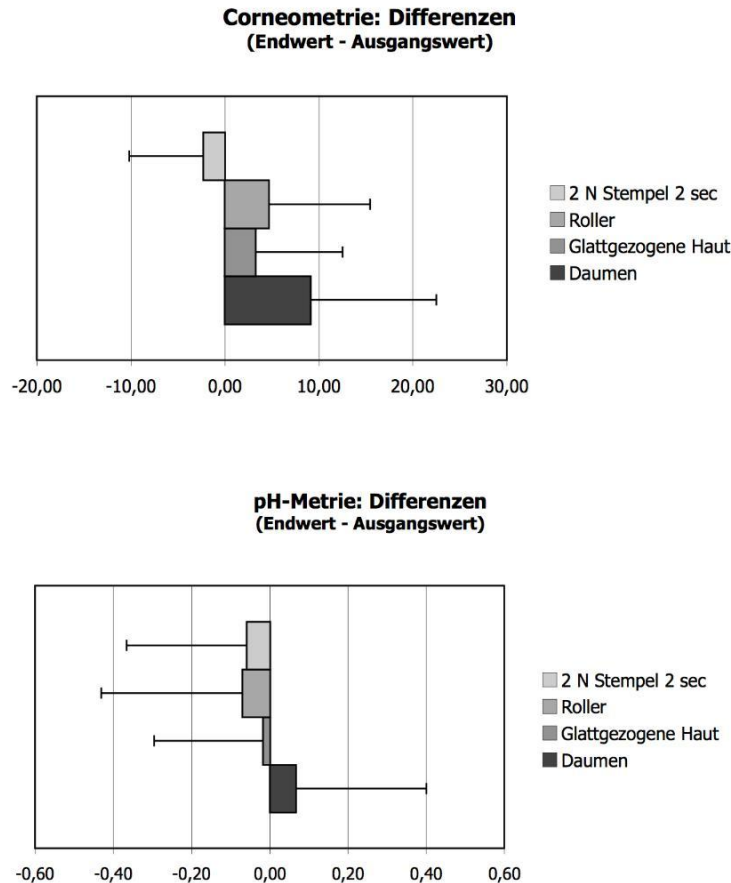 Corneometrie: Differenzen
(Endwert - Ausgangswert)
2 N Stempel 2 sec
Roller
Glattgezogene Haut
Daumen
-20,00 -10,00 0,00 10,00 20,00 30,00
pH-Metrie: Differenzen
(Endwert - Ausgangswert)
2 N Stempel 2 sec
Roller
Glattgezogene Haut
Daumen
-0,60 -0,40 -0,20 0,00 0,20 0,40 0,60